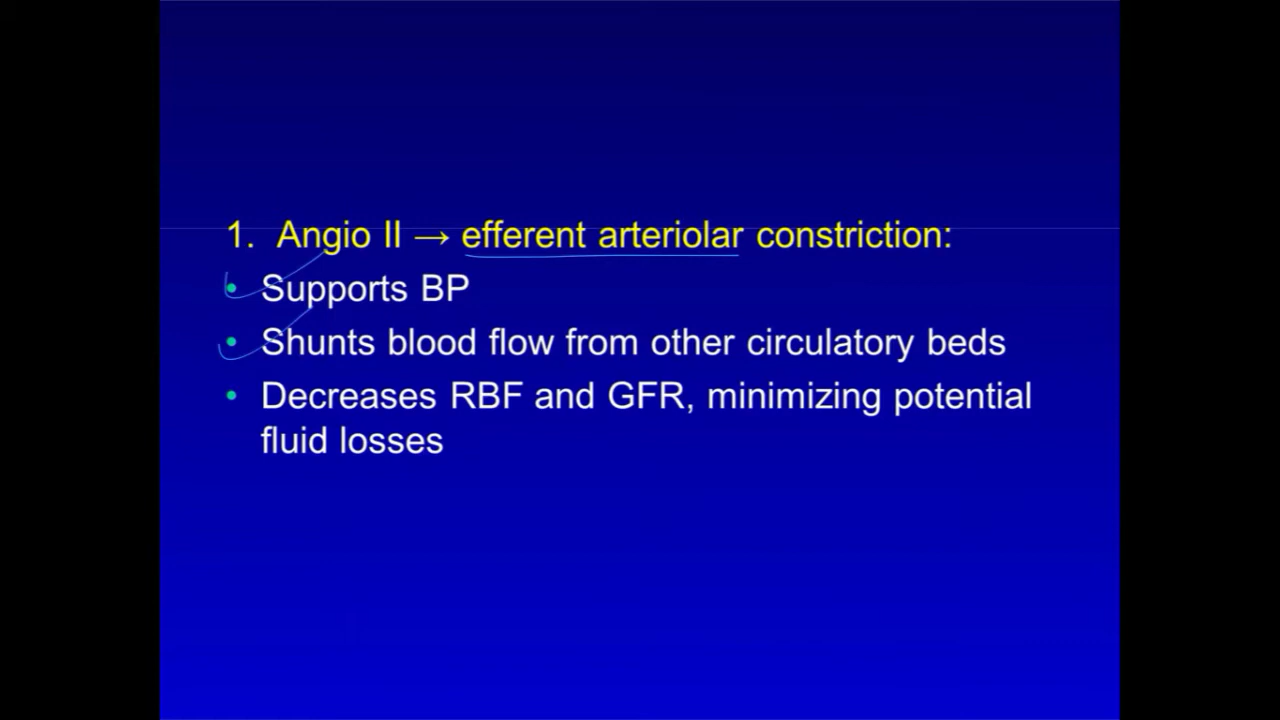 1. Angio II → efferent arteriolar constriction:
• Supports BP
• Shunts blood flow from other circulatory beds
• Decreases RBF and GFR, minimizing potential
fluid losses